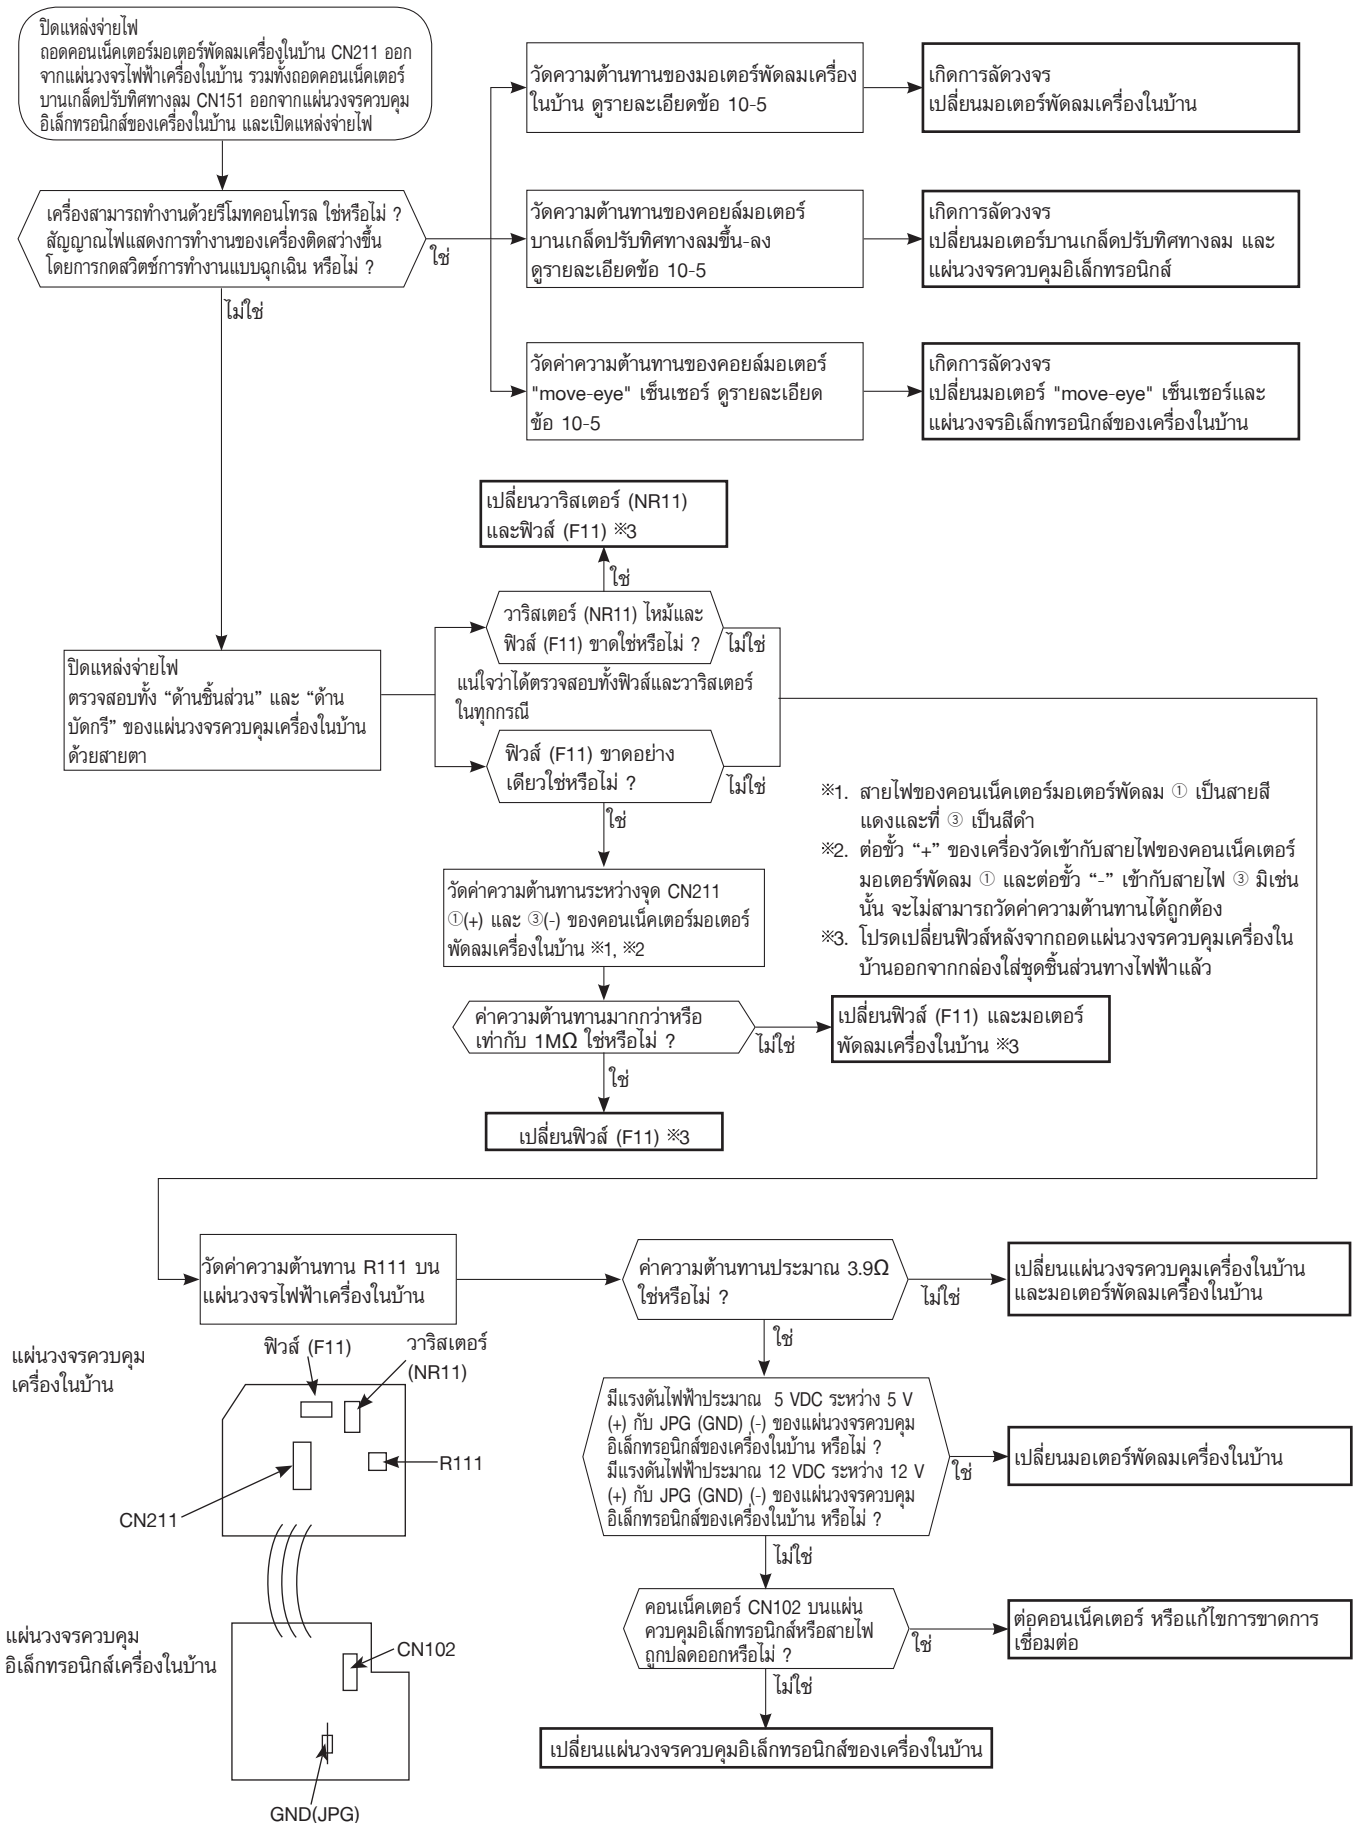 ปิดแหล่งจ่ายไฟ
ถอดคอนเน็คเตอร์มอเตอร์พัดลมเครื่องในบ้าน CN211 ออก
จากแผ่นวงจรไฟฟ้าเครื่องในบ้าน รวมทั้งถอดคอนเน็คเตอร์
บานเกล็ดปรับทิศทางลม CN151 ออกจากแผ่นวงจรควบคุม
อิเล็กทรอนิกส์ของเครื่องในบ้าน และเปิดแหล่งจ่ายไฟ
เครื่องสามารถทำงานด้วยรีโมทคอนโทรล ใช่หรือไม่ ?
สัญญาณไฟแสดงการทำงานของเครื่องติดสว่างขึ้น
โดยการกดสวิตช์การทำงานแบบฉุกเฉิน หรือไม่ ?
ใช่
ไม่ใช่
วัดความต้านทานของมอเตอร์พัดลมเครื่อง
ในบ้าน ดูรายละเอียดข้อ 10-5
เกิดการลัดวงจร
เปลี่ยนมอเตอร์พัดลมเครื่องในบ้าน
วัดความต้านทานของคอยล์มอเตอร์
บานเกล็ดปรับทิศทางลมขึ้น-ลง
ดูรายละเอียดข้อ 10-5
เกิดการลัดวงจร
เปลี่ยนมอเตอร์บานเกล็ดปรับทิศทางลม และ
แผ่นวงจรควบคุมอิเล็กทรอนิกส์
วัดค่าความต้านทานของคอยล์มอเตอร์
"move-eye" เซ็นเซอร์ ดูรายละเอียด
ข้อ 10-5
เกิดการลัดวงจร
เปลี่ยนมอเตอร์ "move-eye" เซ็นเซอร์และ
แผ่นวงจรอิเล็กทรอนิกส์ของเครื่องในบ้าน
เปลี่ยนวาริสเตอร์ (NR11)
และฟิวส์ (F11) ※3
ใช่
วาริสเตอร์ (NR11) ไหม้และ
ฟิวส์ (F11) ขาดใช่หรือไม่ ?
ไม่ใช่
ปิดแหล่งจ่ายไฟ
ตรวจสอบทั้ง “ด้านชิ้นส่วน” และ “ด้าน
บัดกรี” ของแผ่นวงจรควบคุมเครื่องในบ้าน
ด้วยสายตา
แน่ใจว่าได้ตรวจสอบทั้งฟิวส์และวาริสเตอร์
ในทุกกรณี
ฟิวส์ (F11) ขาดอย่าง
เดียวใช่หรือไม่ ?
ไม่ใช่
ใช่
※1. สายไฟของคอนเน็คเตอร์มอเตอร์พัดลม ① เป็นสายสี
แดงและที่ ③ เป็นสีดำ
※2. ต่อขั้ว “+” ของเครื่องวัดเข้ากับสายไฟของคอนเน็คเตอร์
มอเตอร์พัดลม ① และต่อขั้ว “-” เข้ากับสายไฟ ③ มิเช่น
นั้น จะไม่สามารถวัดค่าความต้านทานได้ถูกต้อง
※3. โปรดเปลี่ยนฟิวส์หลังจากถอดแผ่นวงจรควบคุมเครื่องใน
บ้านออกจากกล่องใส่ชุดชิ้นส่วนทางไฟฟ้าแล้ว
วัดค่าความต้านทานระหว่างจุด CN211
①(+) และ ③(-) ของคอนเน็คเตอร์มอเตอร์
พัดลมเครื่องในบ้าน ※1, ※2
ค่าความต้านทานมากกว่าหรือ
เท่ากับ 1MΩ ใช่หรือไม่ ?
ไม่ใช่
เปลี่ยนฟิวส์ (F11) และมอเตอร์
พัดลมเครื่องในบ้าน ※3
ใช่
เปลี่ยนฟิวส์ (F11) ※3
วัดค่าความต้านทาน R111 บน
แผ่นวงจรไฟฟ้าเครื่องในบ้าน
ค่าความต้านทานประมาณ 3.9Ω
ใช่หรือไม่ ?
ไม่ใช่
เปลี่ยนแผ่นวงจรควบคุมเครื่องในบ้าน
และมอเตอร์พัดลมเครื่องในบ้าน
ใช่
แผ่นวงจรควบคุม
เครื่องในบ้าน
ฟิวส์ (F11)
วาริสเตอร์
(NR11)
R111
CN211
มีแรงดันไฟฟ้าประมาณ 5 VDC ระหว่าง 5 V
(+) กับ JPG (GND) (-) ของแผ่นวงจรควบคุม
อิเล็กทรอนิกส์ของเครื่องในบ้าน หรือไม่ ?
มีแรงดันไฟฟ้าประมาณ 12 VDC ระหว่าง 12 V
(+) กับ JPG (GND) (-) ของแผ่นวงจรควบคุม
อิเล็กทรอนิกส์ของเครื่องในบ้าน หรือไม่ ?
ใช่
เปลี่ยนมอเตอร์พัดลมเครื่องในบ้าน
ไม่ใช่
คอนเน็คเตอร์ CN102 บนแผ่น
ควบคุมอิเล็กทรอนิกส์หรือสายไฟ
ถูกปลดออกหรือไม่ ?
ใช่
ต่อคอนเน็คเตอร์ หรือแก้ไขการขาดการ
เชื่อมต่อ
ไม่ใช่
เปลี่ยนแผ่นวงจรควบคุมอิเล็กทรอนิกส์ของเครื่องในบ้าน
แผ่นวงจรควบคุม
อิเล็กทรอนิกส์เครื่องในบ้าน
CN102
GND(JPG)